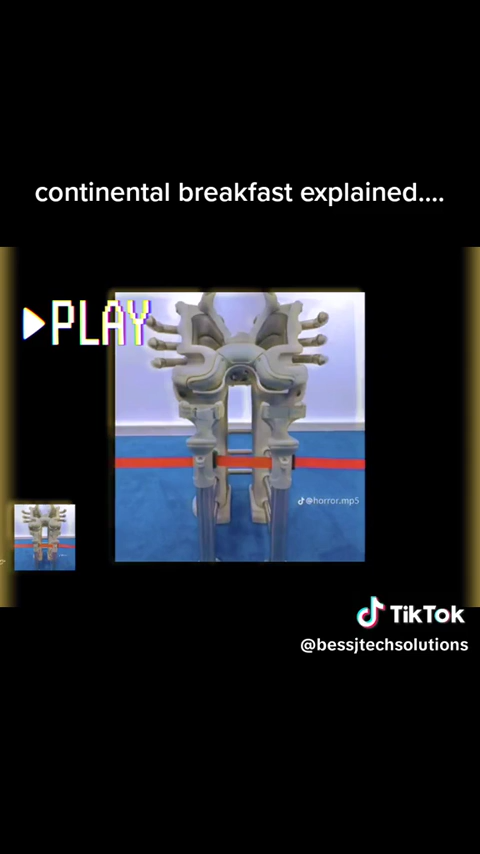 continental breakfast explained....
PLAY
@horror.mp5
TikTok
@bessjtechsolutions